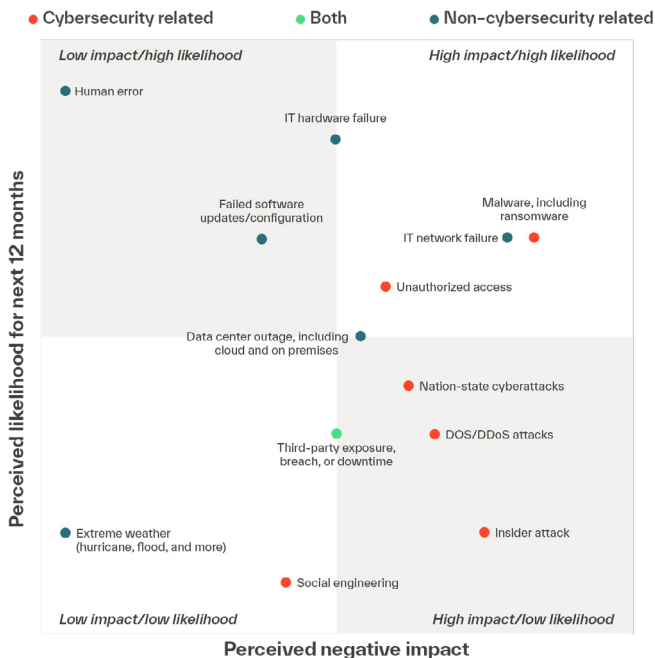 Cybersecurity related
Both
Non-cybersecurity related
Low impact/high likelihood
High impact/high likelihood
Human error
IT hardware failure
Failed software
updates/configuration
Malware, including
ransomware
IT network failure
Unauthorized access
Data center outage, including
cloud and on premises
Nation-state cyberattacks
DOS/DDoS attacks
Third-party exposure,
breach, or downtime
Extreme weather
(hurricane, flood, and more)
Insider attack
Social engineering
Low impact/low likelihood
High impact/low likelihood
Perceived likelihood for next 12 months
Perceived negative impact